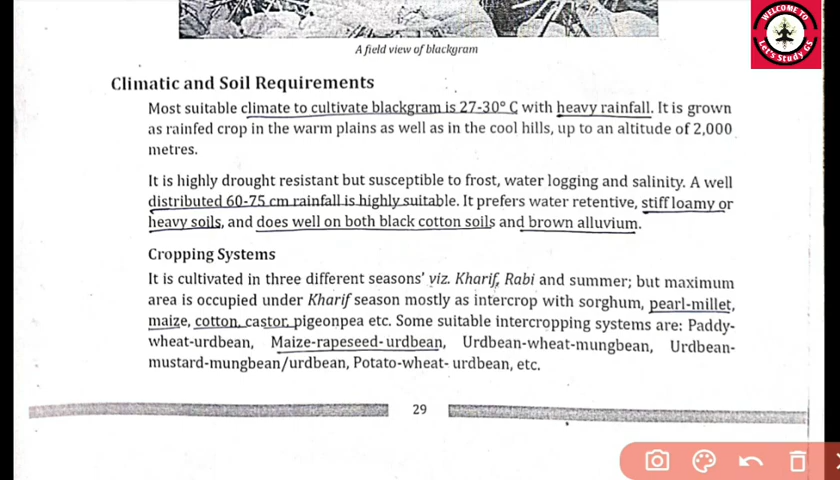 WELCOME TO
Let's Study GS
A field view of blackgram
Climatic and Soil Requirements
Most suitable climate to cultivate blackgram is 27-30° C with heavy rainfall. It is grown
as rainfed crop in the warm plains as well as in the cool hills, up to an altitude of 2,000
metres.
It is highly drought resistant but susceptible to frost, water logging and salinity. A well
distributed 60-75 cm rainfall is highly suitable. It prefers water retentive, stiff loamy or
heavy soils, and does well on both black cotton soils and brown alluvium.
Cropping Systems
It is cultivated in three different seasons' viz. Kharif, Rabi and summer; but maximum
area is occupied under Kharif season mostly as intercrop with sorghum, pearl-millet,
maize, cotton, castor, pigeonpea etc. Some suitable intercropping systems are: Paddy-
wheat-urdbean, Maize-rapeseed-urdbean, Urdbean-wheat-mungbean, Urdbean-
mustard-mungbean/urdbean, Potato-wheat- urdbean, etc.
29